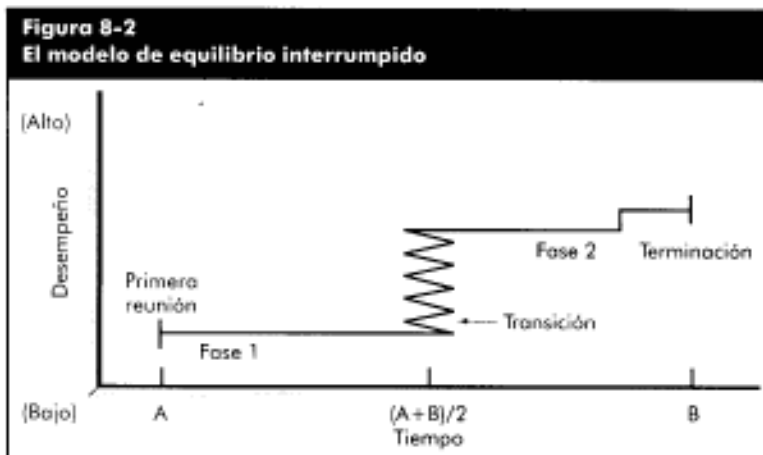 Figura 8-2
El modelo de equilibrio interrumpido
(Alto)
Desempeño
Primera
reunión
Fase 1
Fase 2
Terminación
Transición
(Bajo)
A
(A+B)/2
B
Tiempo